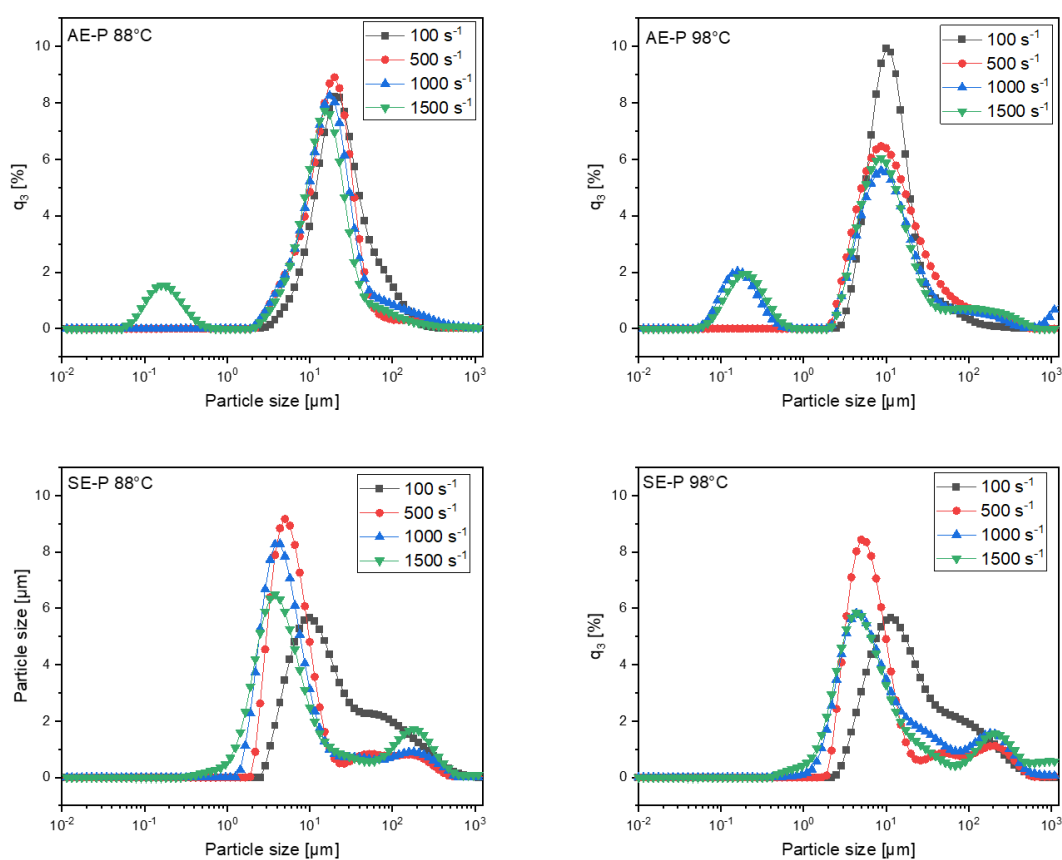 AE-P 88°C
100 s⁻¹
500 s⁻¹
1000 s⁻¹
1500 s⁻¹
10
8
6
4
2
0
q₃ [%]
10⁻² 10⁻¹ 10⁰ 10¹ 10² 10³
Particle size [µm]
AE-P 98°C
100 s⁻¹
500 s⁻¹
1000 s⁻¹
1500 s⁻¹
10
8
6
4
2
0
q₃ [%]
10⁻² 10⁻¹ 10⁰ 10¹ 10² 10³
Particle size [µm]
SE-P 88°C
100 s⁻¹
500 s⁻¹
1000 s⁻¹
1500 s⁻¹
10
8
6
4
2
0
Particle size [µm]
10⁻² 10⁻¹ 10⁰ 10¹ 10² 10³
Particle size [µm]
SE-P 98°C
100 s⁻¹
500 s⁻¹
1000 s⁻¹
1500 s⁻¹
10
8
6
4
2
0
q₃ [%]
10⁻² 10⁻¹ 10⁰ 10¹ 10² 10³
Particle size [µm]